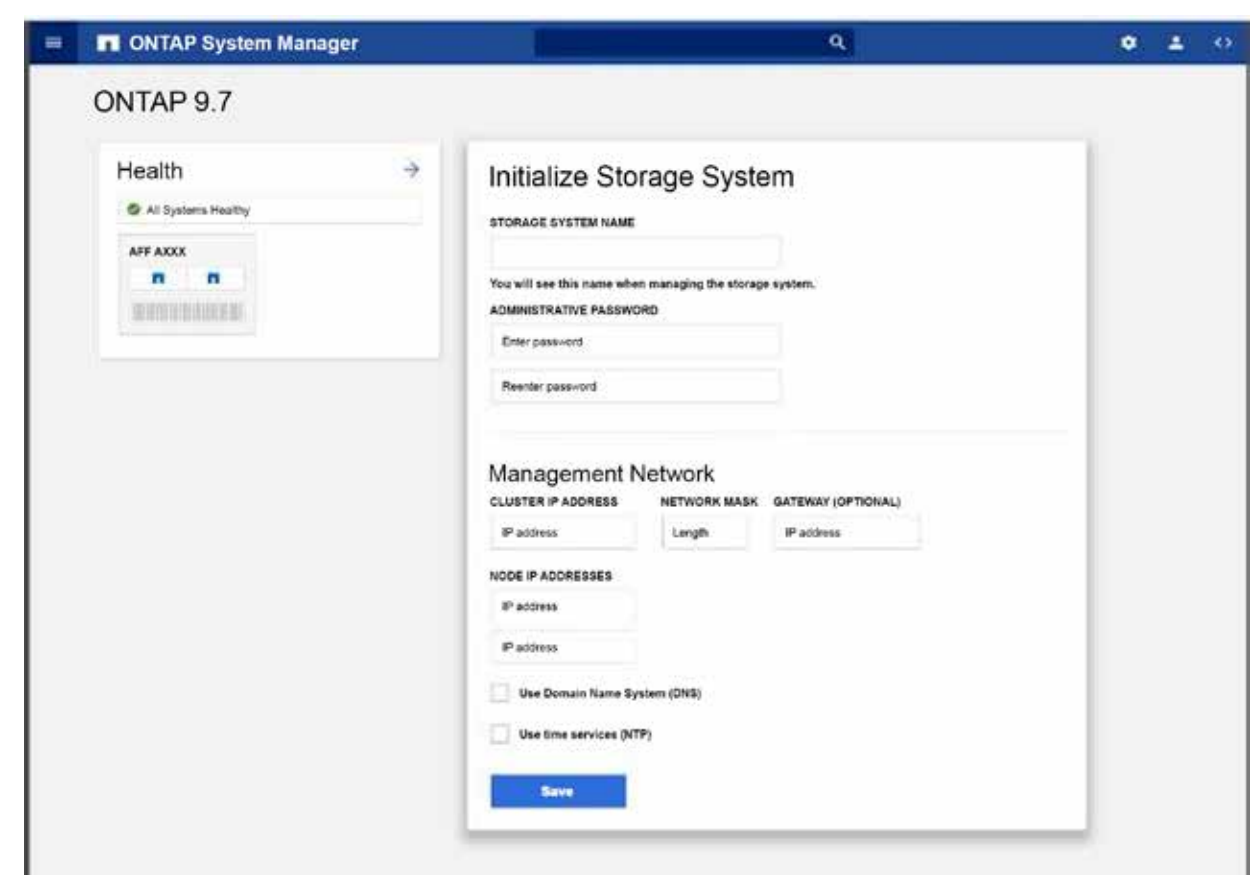 ONTAP System Manager
ONTAP 9.7
Health
All Systems Healthy
AFF AXXX
Initialize Storage System
STORAGE SYSTEM NAME
You will see this name when managing the storage system.
ADMINISTRATIVE PASSWORD
Enter password
Reenter password
Management Network
CLUSTER IP ADDRESS NETWORK MASK GATEWAY (OPTIONAL)
IP address Length IP address
NODE IP ADDRESSES
IP address
IP address
Use Domain Name System (DNS)
Use time services (NTP)
Save